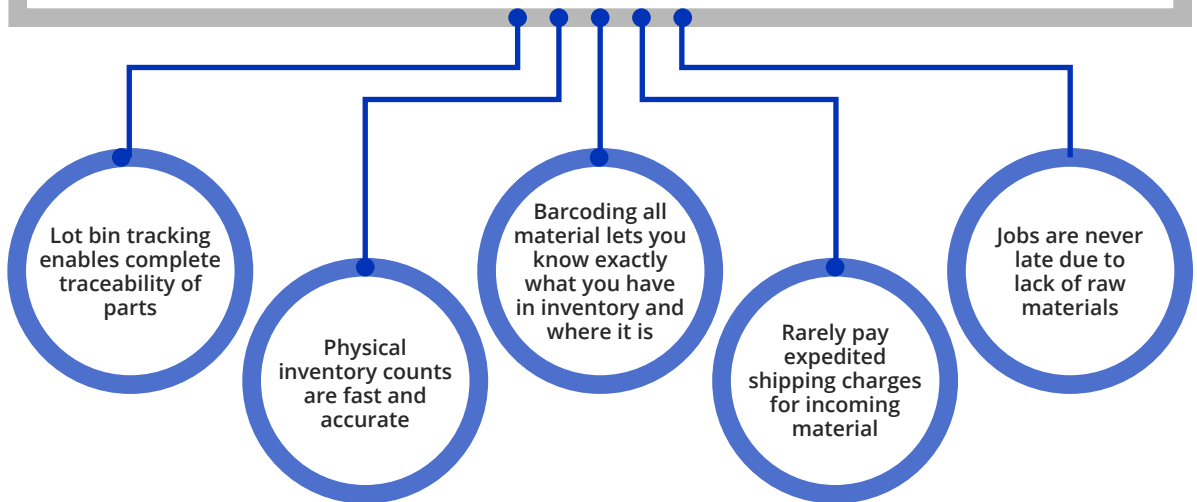 Lot bin tracking
enables complete
traceability of
parts
Physical
inventory counts
are fast and
accurate
Barcoding all
material lets you
know exactly
what you have
in inventory and
where it is
Rarely pay
expedited
shipping charges
for incoming
material
Jobs are never
late due to
lack of raw
materials